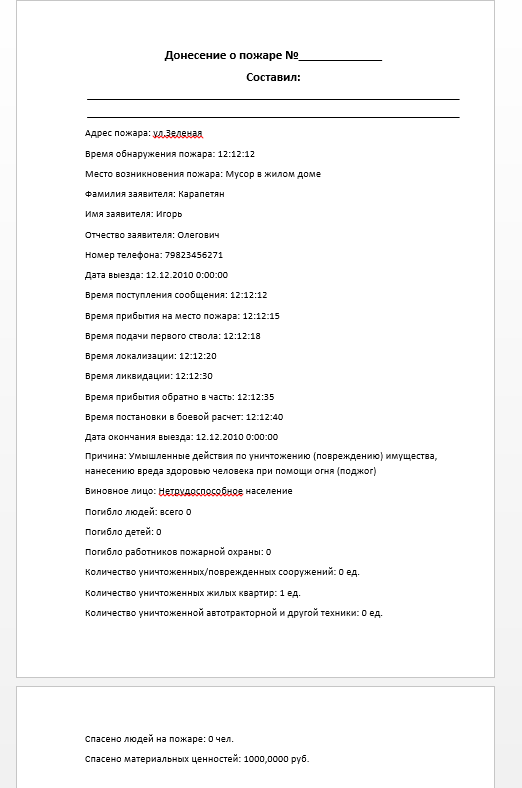 Донесение о пожаре №_____________
Составил:
Адрес пожара: ул.Зеленая
Время обнаружения пожара: 12:12:12
Место возникновения пожара: Мусор в жилом доме
Фамилия заявителя: Карапетян
Имя заявителя: Игорь
Отчество заявителя: Олегович
Номер телефона: 79823456271
Дата выезда: 12.12.2010 0:00:00
Время поступления сообщения: 12:12:12
Время прибытия на место пожара: 12:12:15
Время подачи первого ствола: 12:12:18
Время локализации: 12:12:20
Время ликвидации: 12:12:30
Время прибытия обратно в часть: 12:12:35
Время постановки в боевой расчет: 12:12:40
Дата окончания выезда: 12.12.2010 0:00:00
Причина: Умышленные действия по уничтожению (повреждению) имущества,
нанесению вреда здоровью человека при помощи огня (поджог)
Виновное лицо: Нетрудоспособное население
Погибло людей: всего 0
Погибло детей: 0
Погибло работников пожарной охраны: 0
Количество уничтоженных/поврежденных сооружений: 0 ед.
Количество уничтоженных жилых квартир: 1 ед.
Количество уничтоженной автотракторной и другой техники: 0 ед.
Спасено людей на пожаре: 0 чел.
Спасено материальных ценностей: 1000,0000 руб.